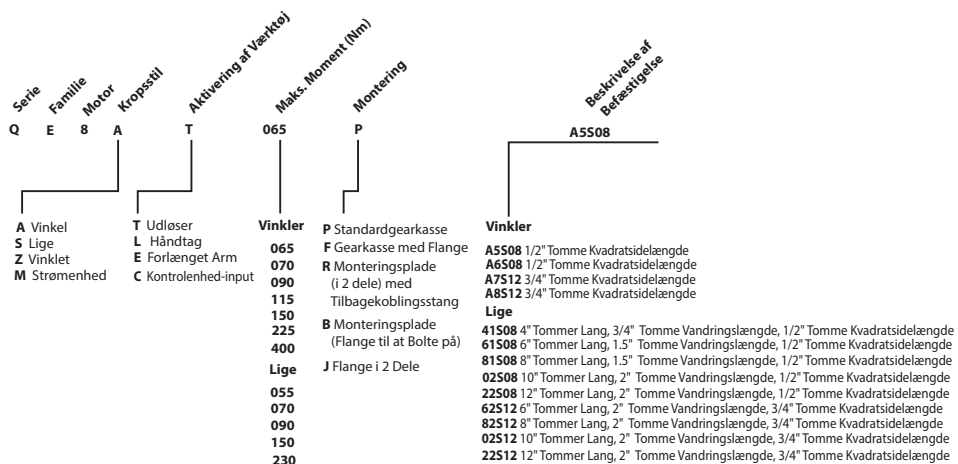 Serie
Familie
Motor
Kropsstil
Aktivering af Værktøj
Maks. Moment (Nm)
Montering
Beskrivelse af
Befæstigelse
Q E 8 A T 065 P A5S08
A Vinkel
S Lige
Z Vinklet
M Strømenhed
T Udløser
L Håndtag
E Forlænget Arm
C Kontrolenhed-input
Vinkler
065
070
090
115
150
225
400
Lige
055
070
090
150
230
P Standardgearkasse
F Gearkasse med Flange
R Monteringsplade
(i 2 dele) med
Tilbagekoblingsstang
B Monteringsplade
(Flange til at Bolte på)
J Flange i 2 Dele
Vinkler
A5S08 1/2" Tomme Kvadratsidelængde
A6S08 1/2" Tomme Kvadratsidelængde
A7S12 3/4" Tomme Kvadratsidelængde
A8S12 3/4" Tomme Kvadratsidelængde
Lige
41S08 4" Tommer Lang, 3/4" Tomme Vandringslængde, 1/2" Tomme Kvadratsidelængde
61S08 6" Tommer Lang, 1.5" Tomme Vandringslængde, 1/2" Tomme Kvadratsidelængde
81S08 8" Tommer Lang, 1.5" Tomme Vandringslængde, 1/2" Tomme Kvadratsidelængde
02S08 10" Tommer Lang, 2" Tomme Vandringslængde, 1/2" Tomme Kvadratsidelængde
22S08 12" Tommer Lang, 2" Tomme Vandringslængde, 1/2" Tomme Kvadratsidelængde
62S12 6" Tommer Lang, 2" Tomme Vandringslængde, 3/4" Tomme Kvadratsidelængde
82S12 8" Tommer Lang, 2" Tomme Vandringslængde, 3/4" Tomme Kvadratsidelængde
02S12 10" Tommer Lang, 2" Tomme Vandringslængde, 3/4" Tomme Kvadratsidelængde
22S12 12" Tommer Lang, 2" Tomme Vandringslængde, 3/4" Tomme Kvadratsidelængde